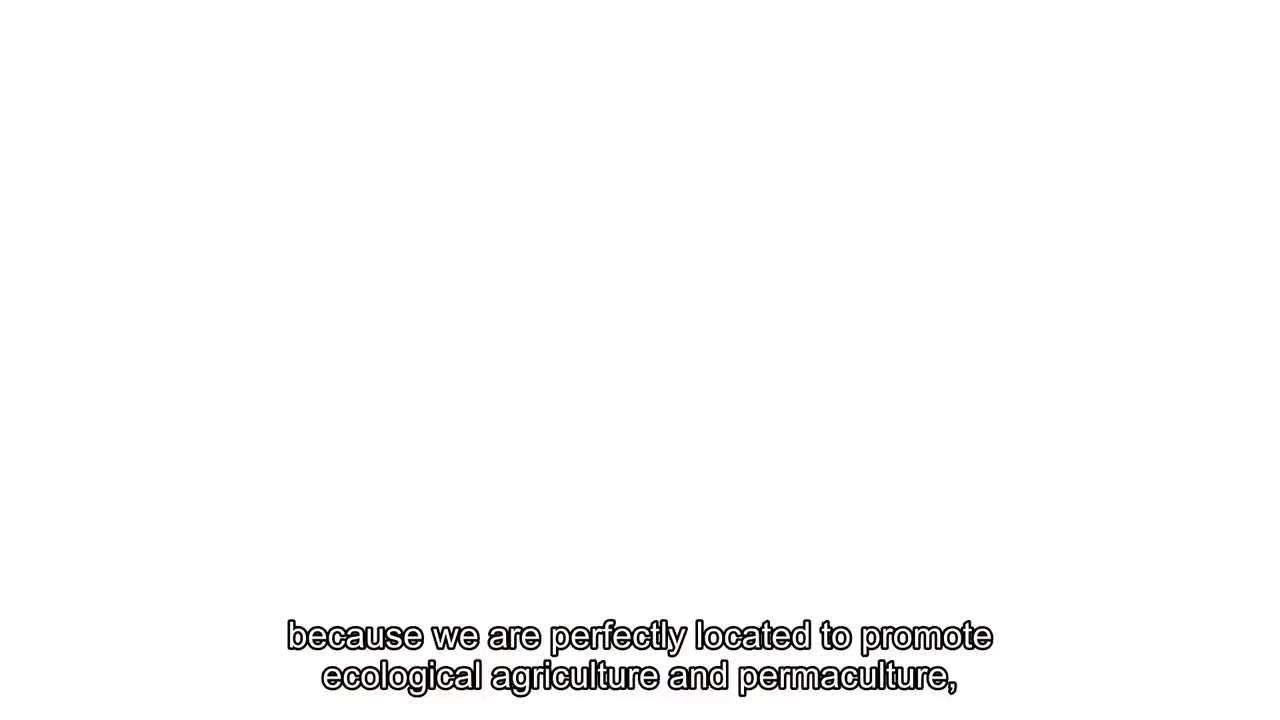 because we are perfectly located to promote
ecological agriculture and permaculture,